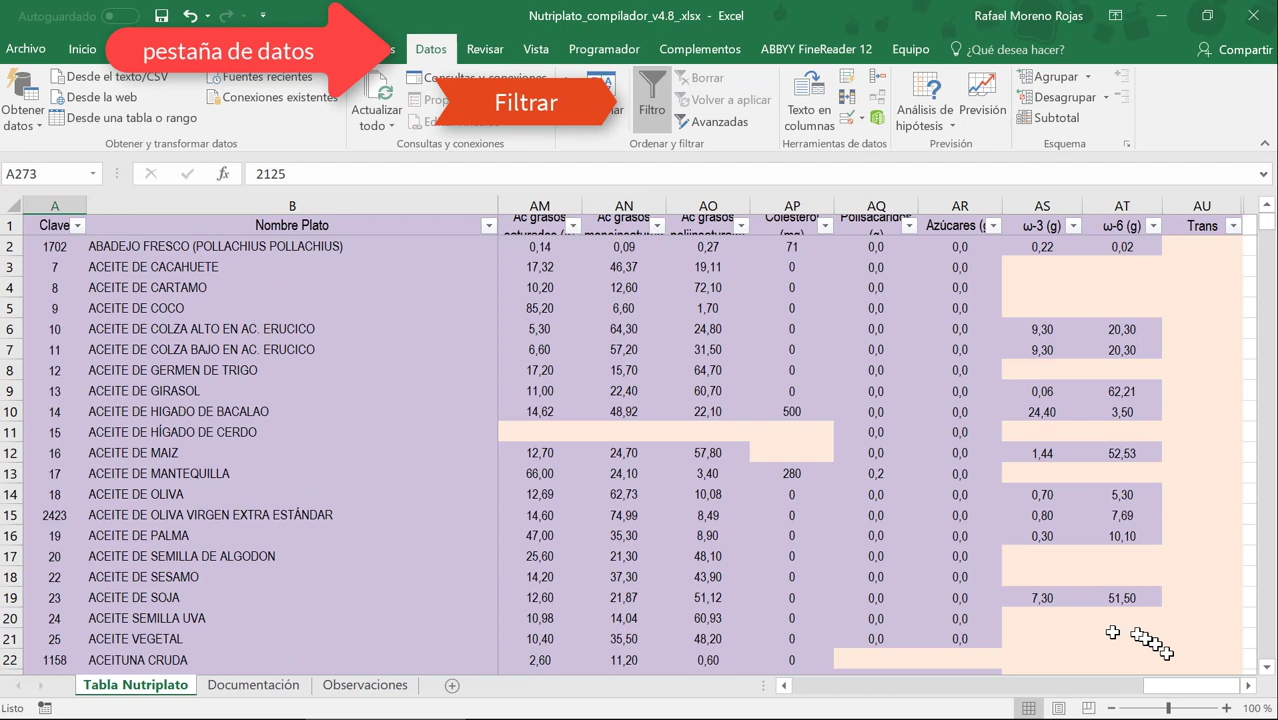 Autoguardado
Nutriplato_compilador_v4.8_.xlsx - Excel
Rafael Moreno Rojas
Archivo Inicio Datos Revisar Vista Programador Complementos ABBYY FineReader 12 Equipo ¿Qué desea hacer? Compartir
pestaña de datos
Filtrar
Obtener datos
Desde el texto/CSV
Desde la web
Desde una tabla o rango
Fuentes recientes
Conexiones existentes
Obtener y transformar datos
Actualizar todo
Consultas y conexiones
Consultas y conexiones
Filtro
Borrar
Volver a aplicar
Avanzadas
Ordenar y filtrar
Texto en columnas
Herramientas de datos
Análisis de hipótesis
Previsión
Previsión
Agrupar
Desagrupar
Subtotal
Esquema
A273 fx 2125
A B AM AN AO AP AQ AR AS AT AU
1 Clave Nombre Plato Ac grasos Ac grasos Ac grasos Polisacáridos (g) Azúcares (g ω-3 (g) ω-6 (g) Trans
2 1702 ABADEJO FRESCO (POLLACHIUS POLLACHIUS) 0,14 0,09 0,27 71 0,0 0,0 0,22 0,02
3 7 ACEITE DE CACAHUETE 17,32 46,37 19,11 0 0,0 0,0
4 8 ACEITE DE CARTAMO 10,20 12,60 72,10 0 0,0 0,0
5 9 ACEITE DE COCO 85,20 6,60 1,70 0 0,0 0,0
6 10 ACEITE DE COLZA ALTO EN AC. ERUCICO 5,30 64,30 24,80 0 0,0 0,0 9,30 20,30
7 11 ACEITE DE COLZA BAJO EN AC. ERUCICO 6,60 57,20 31,50 0 0,0 0,0 9,30 20,30
8 12 ACEITE DE GERMEN DE TRIGO 17,20 15,70 64,70 0 0,0 0,0
9 13 ACEITE DE GIRASOL 11,00 22,40 60,70 0 0,0 0,0 0,06 62,21
10 14 ACEITE DE HIGADO DE BACALAO 14,62 48,92 22,10 500 0,0 0,0 24,40 3,50
11 15 ACEITE DE HÍGADO DE CERDO 0,0 0,0
12 16 ACEITE DE MAIZ 12,70 24,70 57,80 0,0 0,0 1,44 52,53
13 17 ACEITE DE MANTEQUILLA 66,00 24,10 3,40 280 0,2 0,0
14 18 ACEITE DE OLIVA 12,69 62,73 10,08 0 0,0 0,0 0,70 5,30
15 2423 ACEITE DE OLIVA VIRGEN EXTRA ESTÁNDAR 14,60 74,99 8,49 0 0,0 0,0 0,80 7,69
16 19 ACEITE DE PALMA 47,00 35,30 8,90 0 0,0 0,0 0,30 10,10
17 20 ACEITE DE SEMILLA DE ALGODON 25,60 21,30 48,10 0 0,0 0,0
18 22 ACEITE DE SESAMO 14,20 37,30 43,90 0 0,0 0,0
19 23 ACEITE DE SOJA 12,60 21,87 51,12 0 0,0 0,0 7,30 51,50
20 24 ACEITE SEMILLA UVA 10,98 14,04 60,93 0 0,0 0,0
21 25 ACEITE VEGETAL 10,40 35,50 48,20 0 0,0 0,0
22 1158 ACEITUNA CRUDA 2,60 11,20 0,60 0
Tabla Nutriplato Documentación Observaciones
Listo 100 %